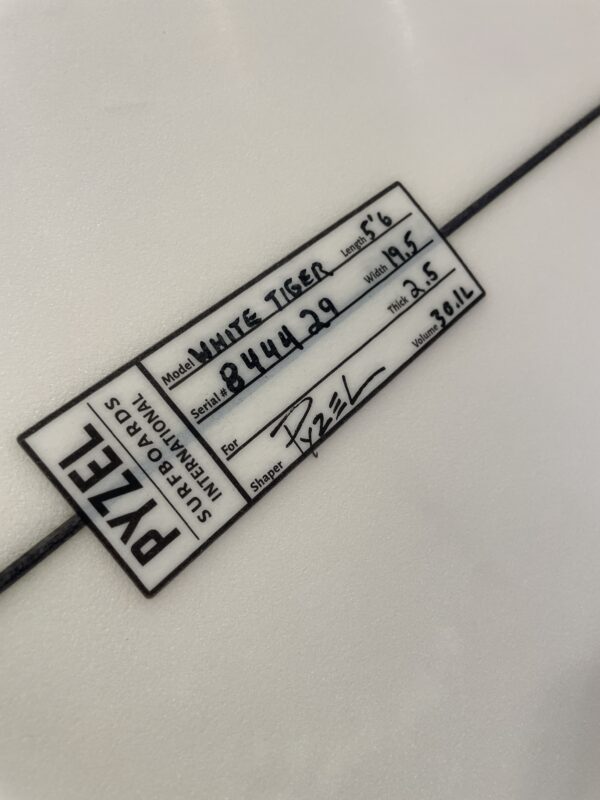 PYZEL
SURFBOARDS
INTERNATIONAL
Model WHITE TIGER Length 5'6
Serial# 844429 Width 19.5
For Thick 2.5
Shaper PYZEL Volume 30.1L